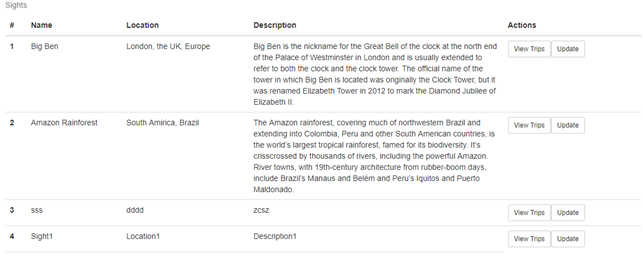 Sights
# Name Location Description Actions
1 Big Ben London, the UK, Europe Big Ben is the nickname for the Great Bell of the clock at the north end View Trips Update
of the Palace of Westminster in London and is usually extended to
refer to both the clock and the clock tower. The official name of the
tower in which Big Ben is located was originally the Clock Tower, but it
was renamed Elizabeth Tower in 2012 to mark the Diamond Jubilee of
Elizabeth II.
2 Amazon Rainforest South Amirica, Brazil The Amazon rainforest, covering much of northwestern Brazil and View Trips Update
extending into Colombia, Peru and other South American countries, is
the world's largest tropical rainforest, famed for its biodiversity. It's
crisscrossed by thousands of rivers, including the powerful Amazon.
River towns, with 19th-century architecture from rubber-boom days,
include Brazil's Manaus and Belém and Peru's Iquitos and Puerto
Maldonado.
3 sss dddd zcsz View Trips Update
4 Sight1 Location1 Description1 View Trips Update